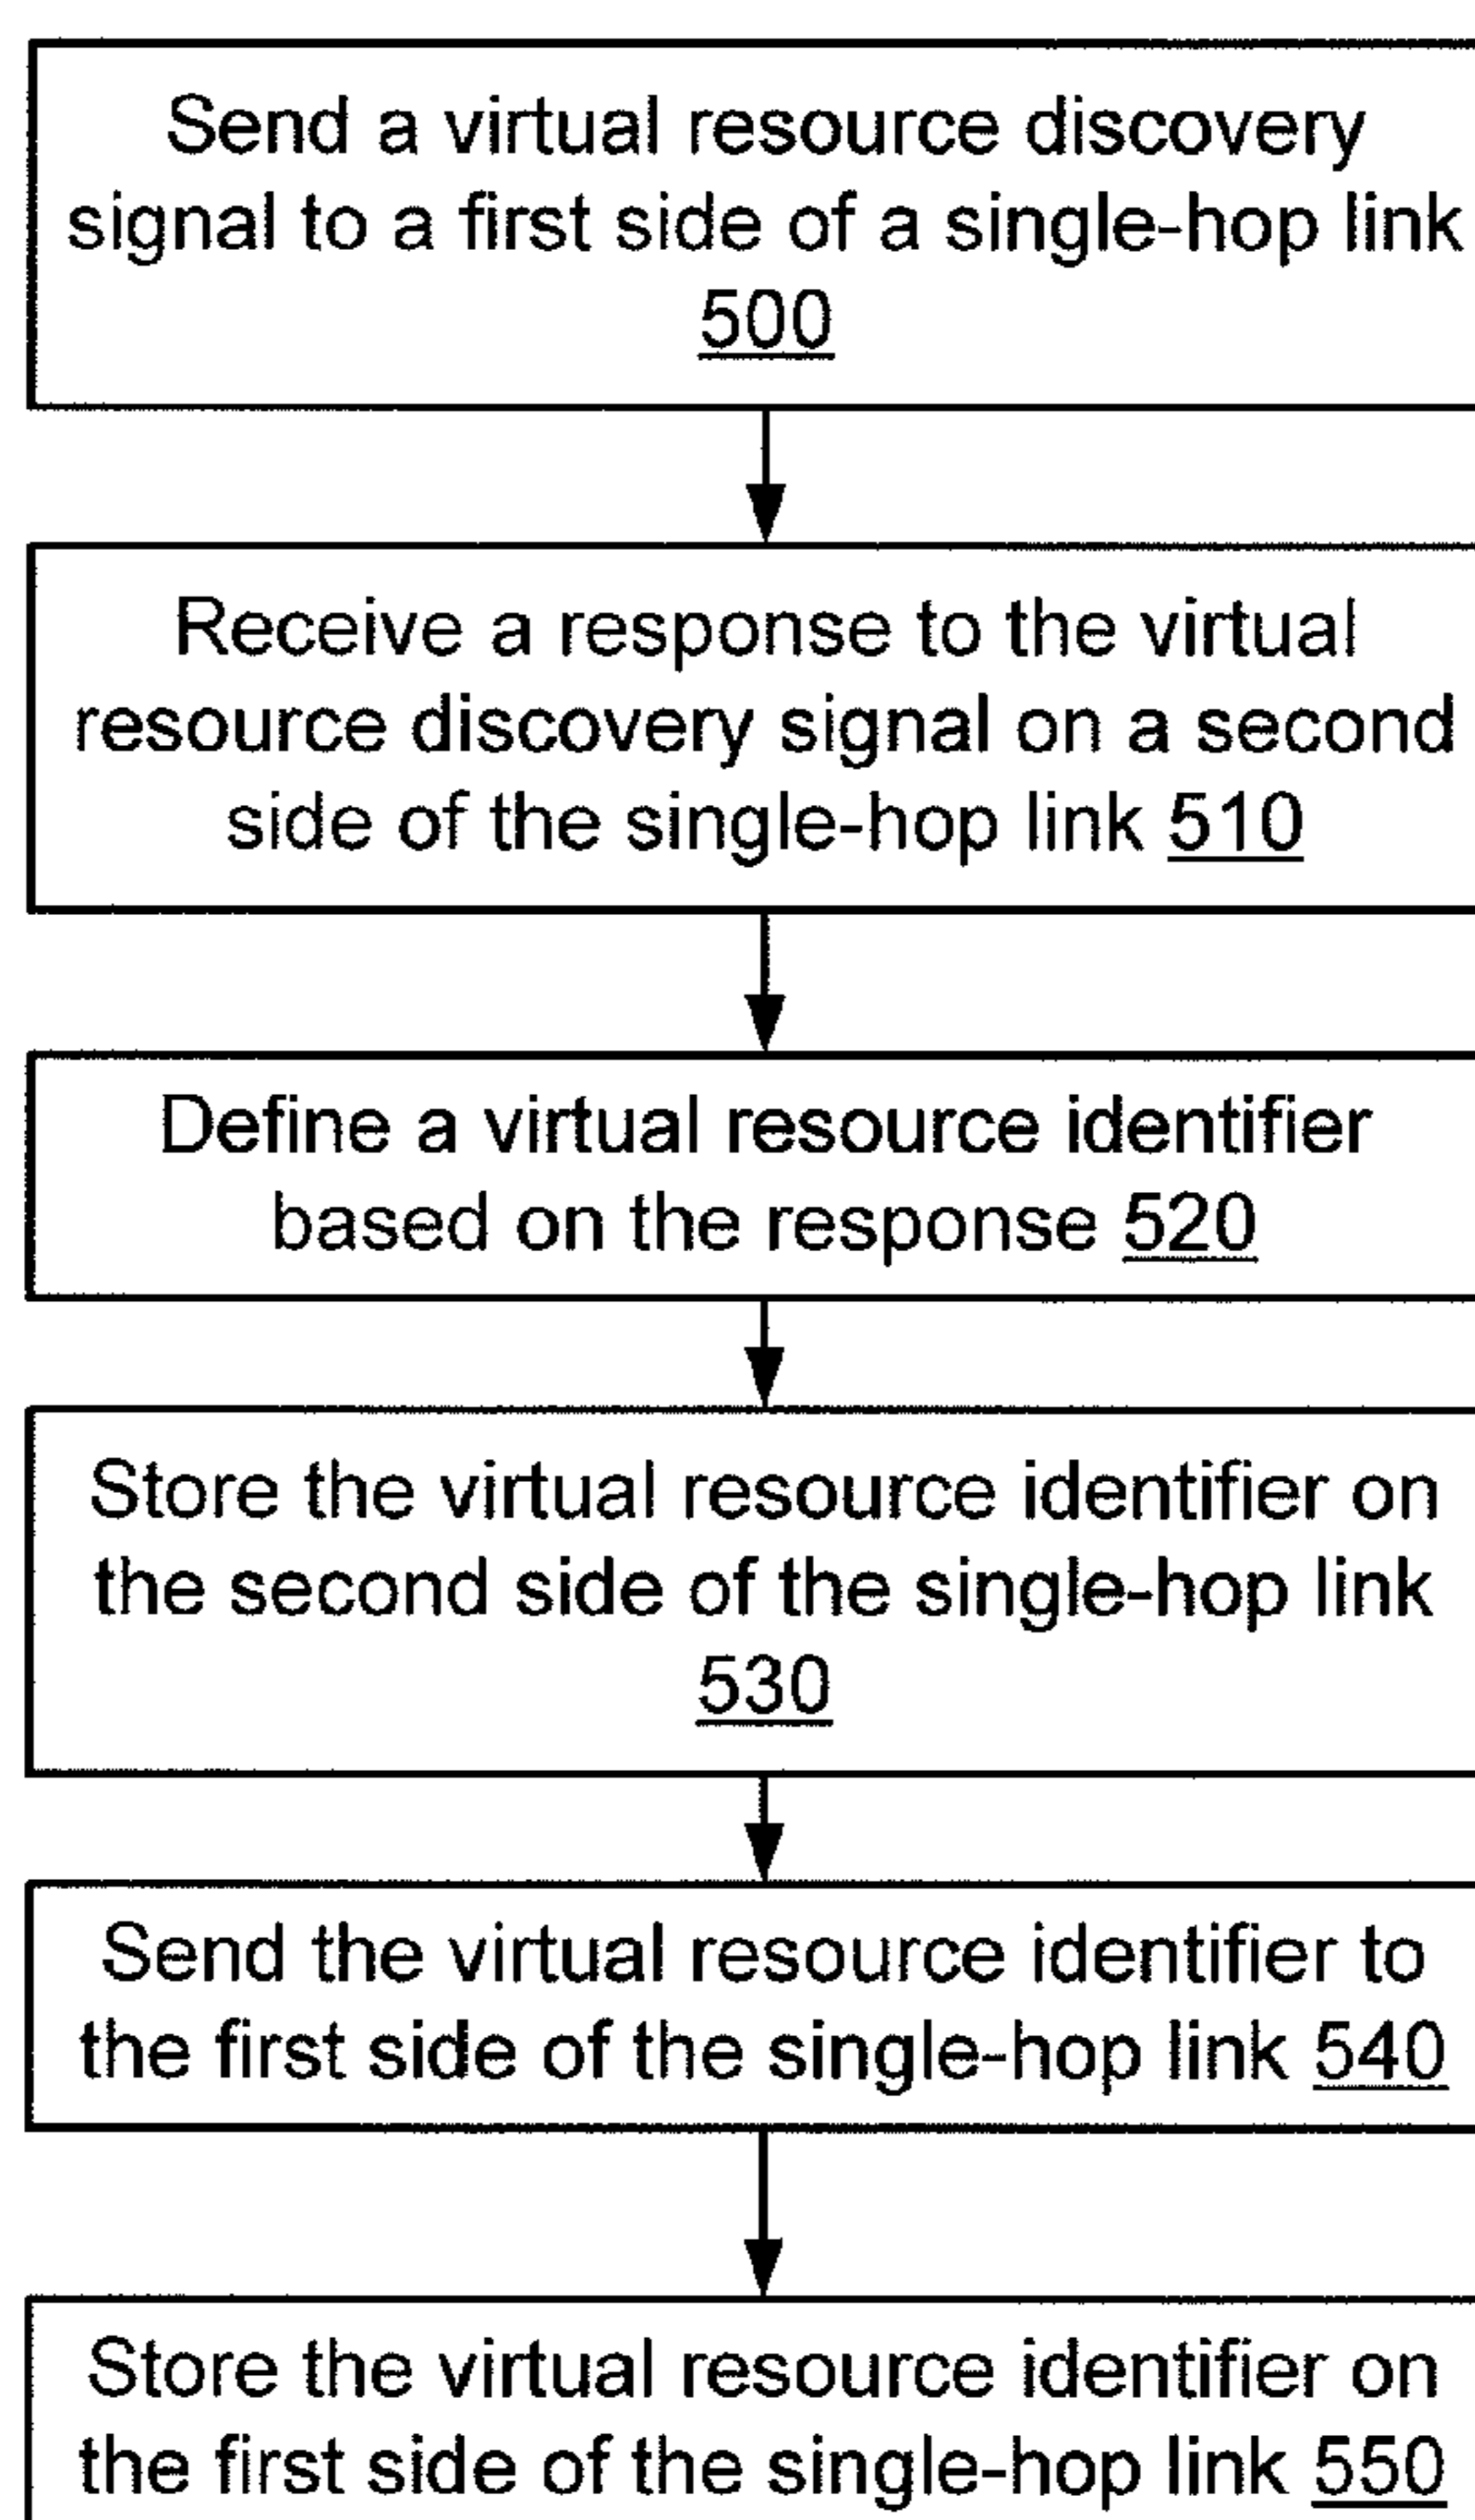 Send a virtual resource discovery
signal to a first side of a single-hop link
500
Receive a response to the virtual
resource discovery signal on a second
side of the single-hop link 510
Define a virtual resource identifier
based on the response 520
Store the virtual resource identifier on
the second side of the single-hop link
530
Send the virtual resource identifier to
the first side of the single-hop link 540
Store the virtual resource identifier on
the first side of the single-hop link 550